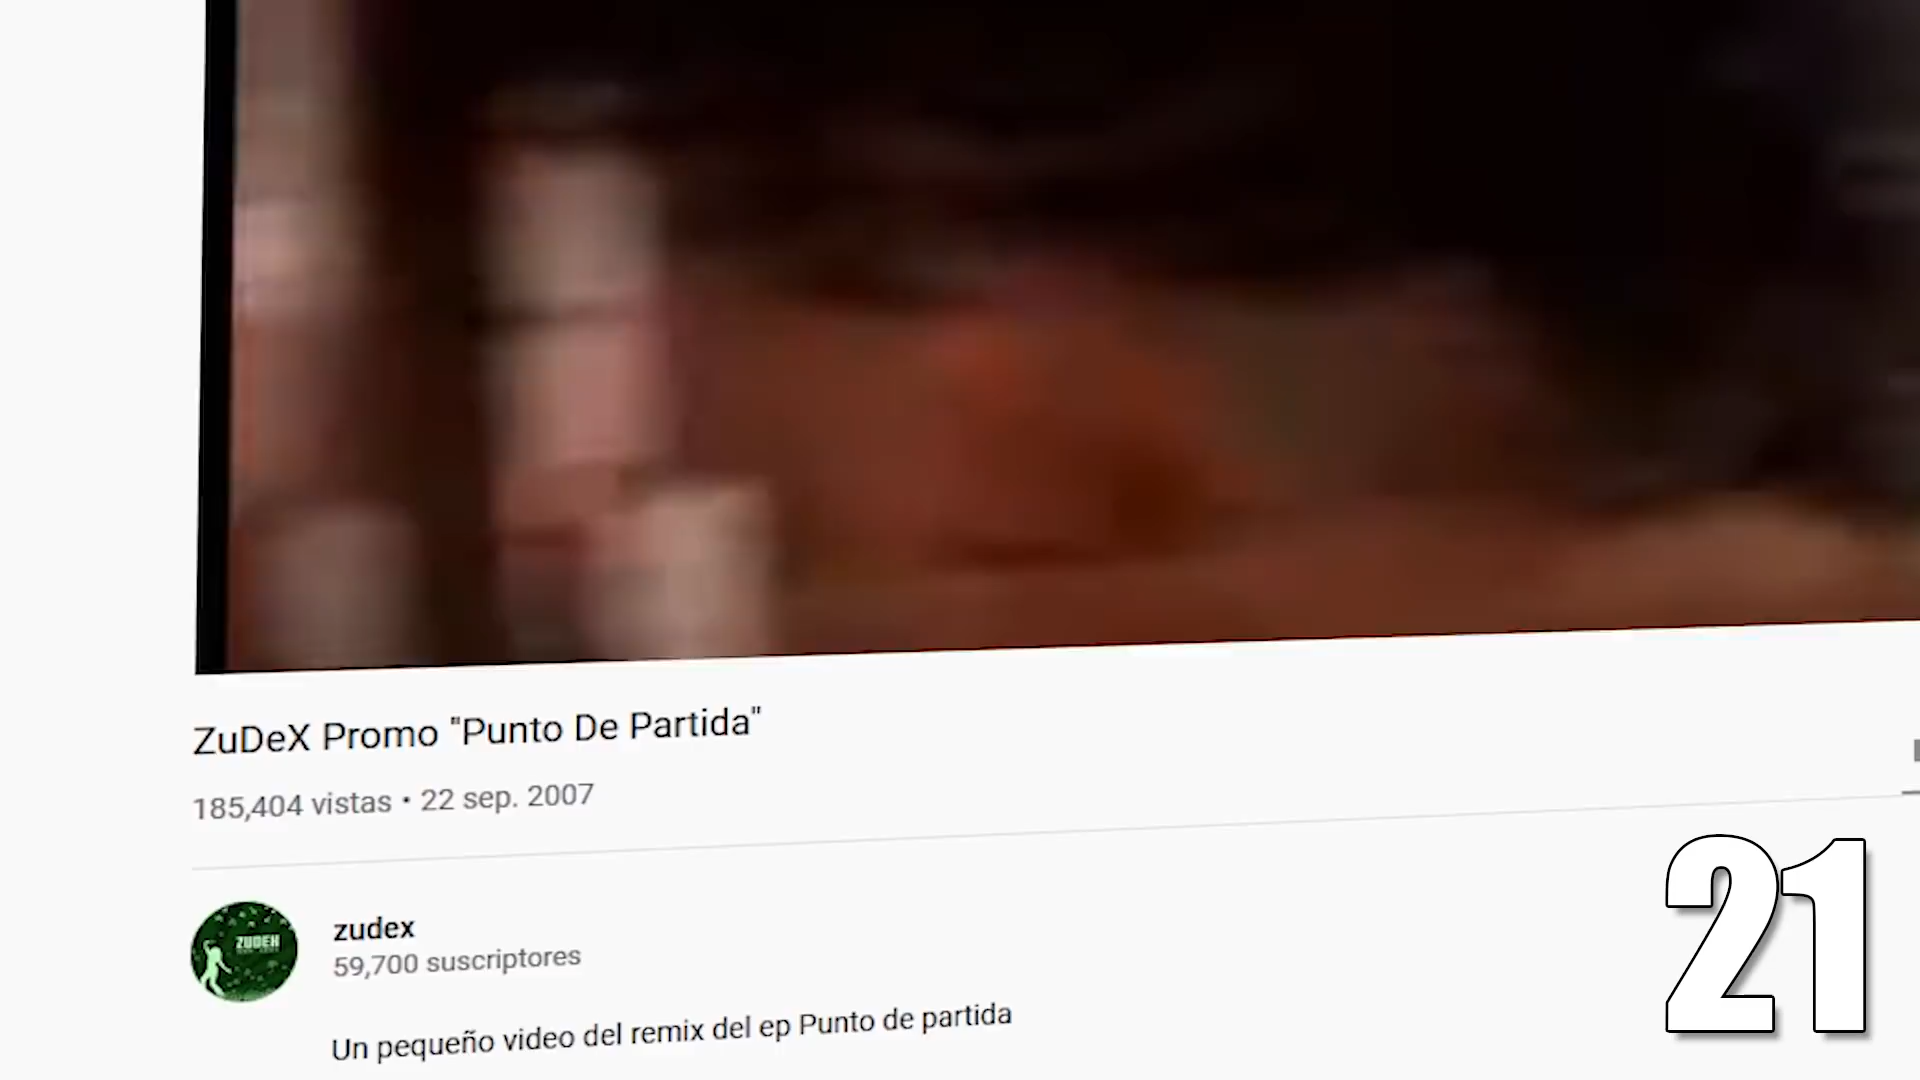 ZuDeX Promo "Punto De Partida"
185,404 vistas • 22 sep. 2007
ZUDEX
zudex
59,700 suscriptores
Un pequeño video del remix del ep Punto de partida
21